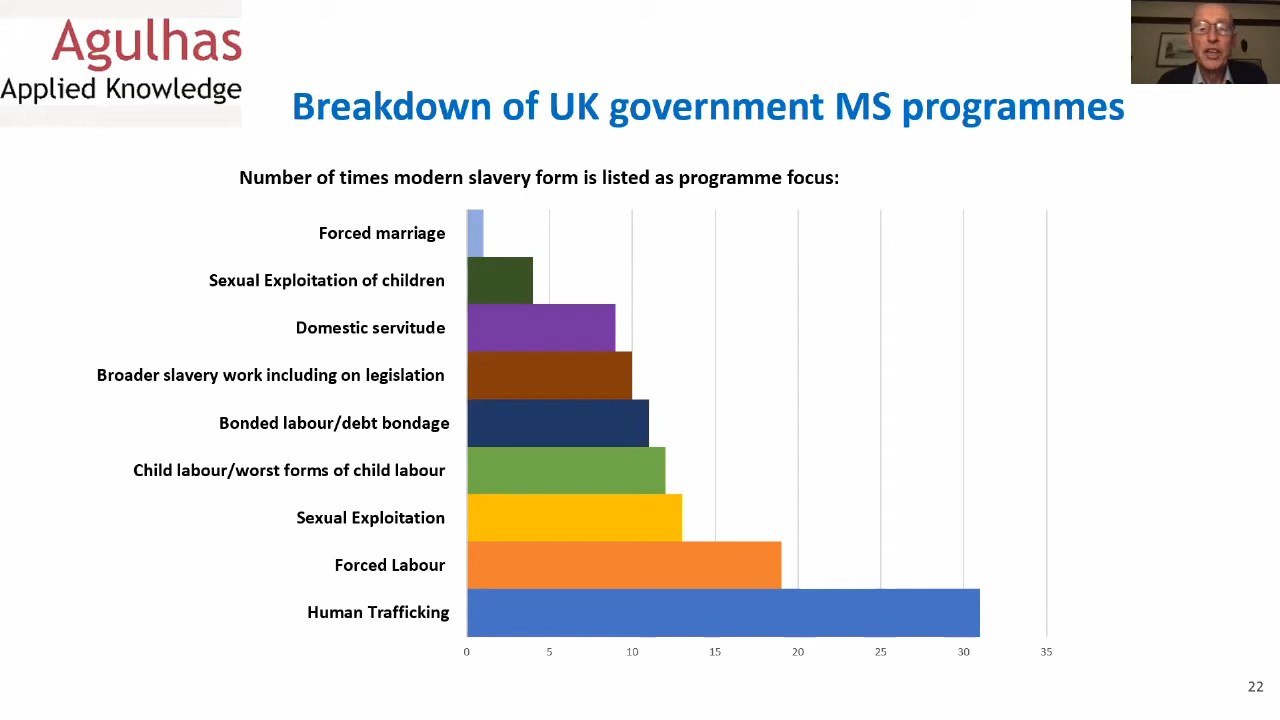 Agulhas
Applied Knowledge
Breakdown of UK government MS programmes
Number of times modern slavery form is listed as programme focus:
Forced marriage
Sexual Exploitation of children
Domestic servitude
Broader slavery work including on legislation
Bonded labour/debt bondage
Child labour/worst forms of child labour
Sexual Exploitation
Forced Labour
Human Trafficking
0 5 10 15 20 25 30 35
22